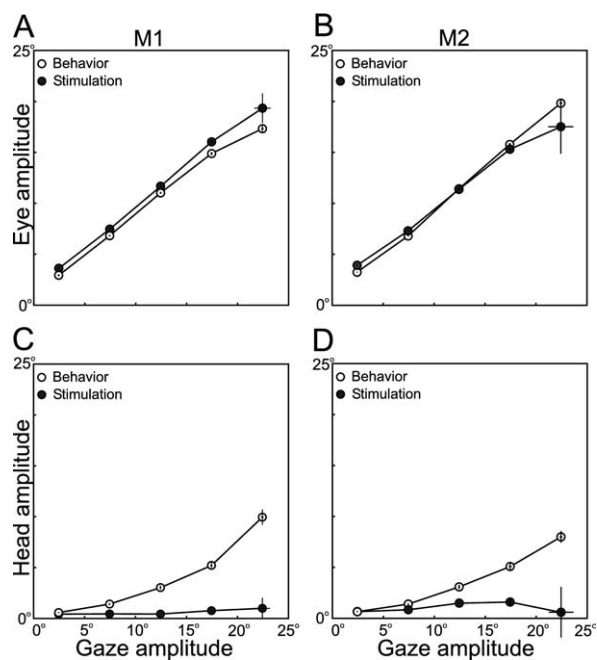 A M1 B M2
25° 25°
Behavior Behavior
Stimulation Stimulation
Eye amplitude
0° 0°
C D
25° 25°
Behavior Behavior
Stimulation Stimulation
Head amplitude
0° 0°
0° 5° 10° 15° 20° 25° 0° 5° 10° 15° 20° 25°
Gaze amplitude Gaze amplitude